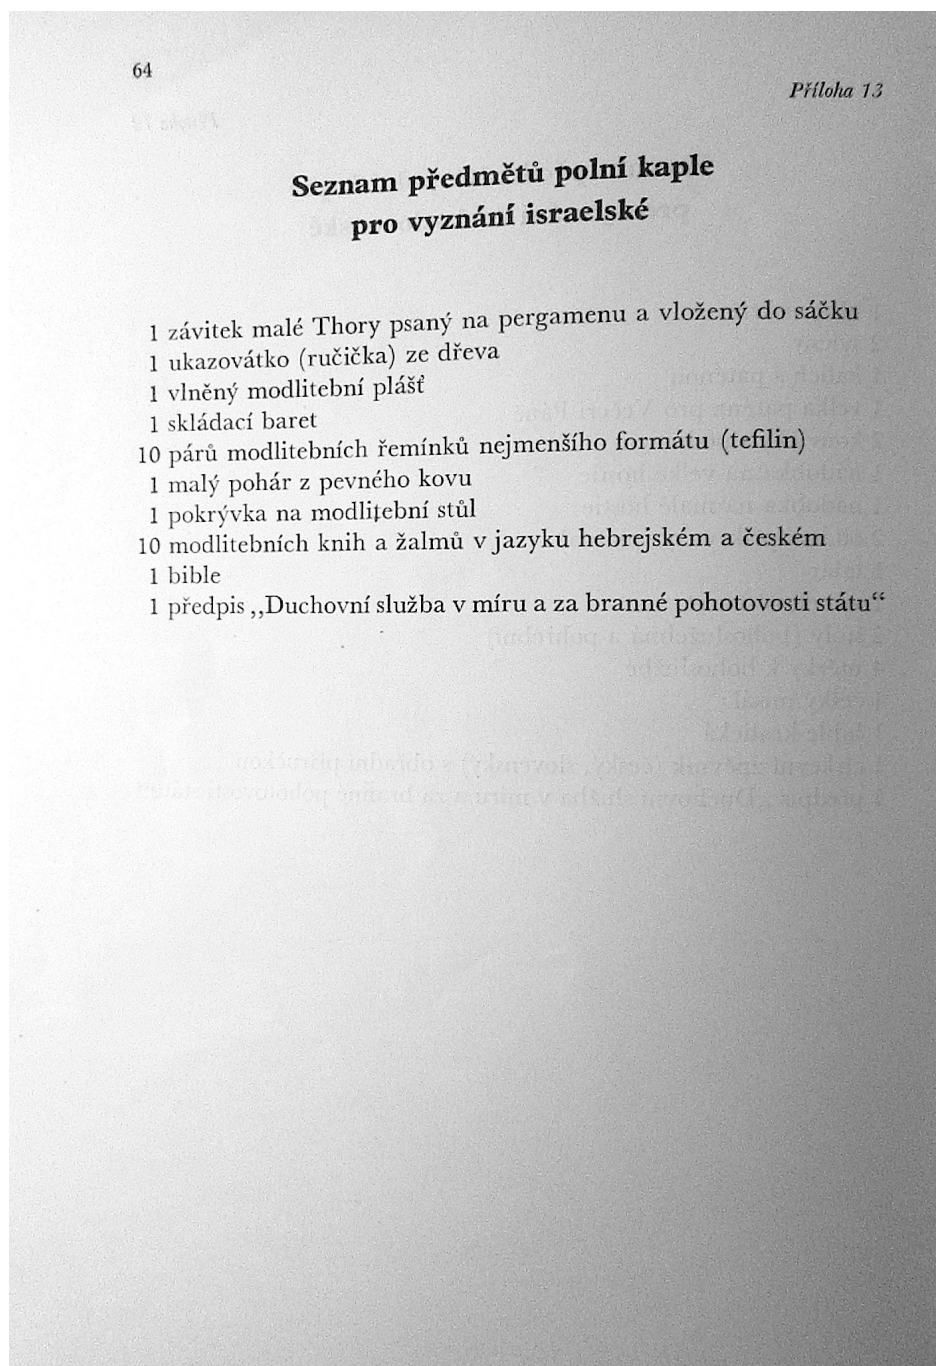 64
Příloha 13
Seznam předmětů polní kaple
pro vyznání israelské
1 závitek malé Thory psaný na pergamenu a vložený do sáčku
1 ukazovátko (ručička) ze dřeva
1 vlněný modlitební plášť
1 skládací baret
10 párů modlitebních řemínků nejmenšího formátu (tefilin)
1 malý pohár z pevného kovu
1 pokrývka na modlitební stůl
10 modlitebních knih a žalmů v jazyku hebrejském a českém
1 bible
1 předpis ,,Duchovní služba v míru a za branné pohotovosti státu“